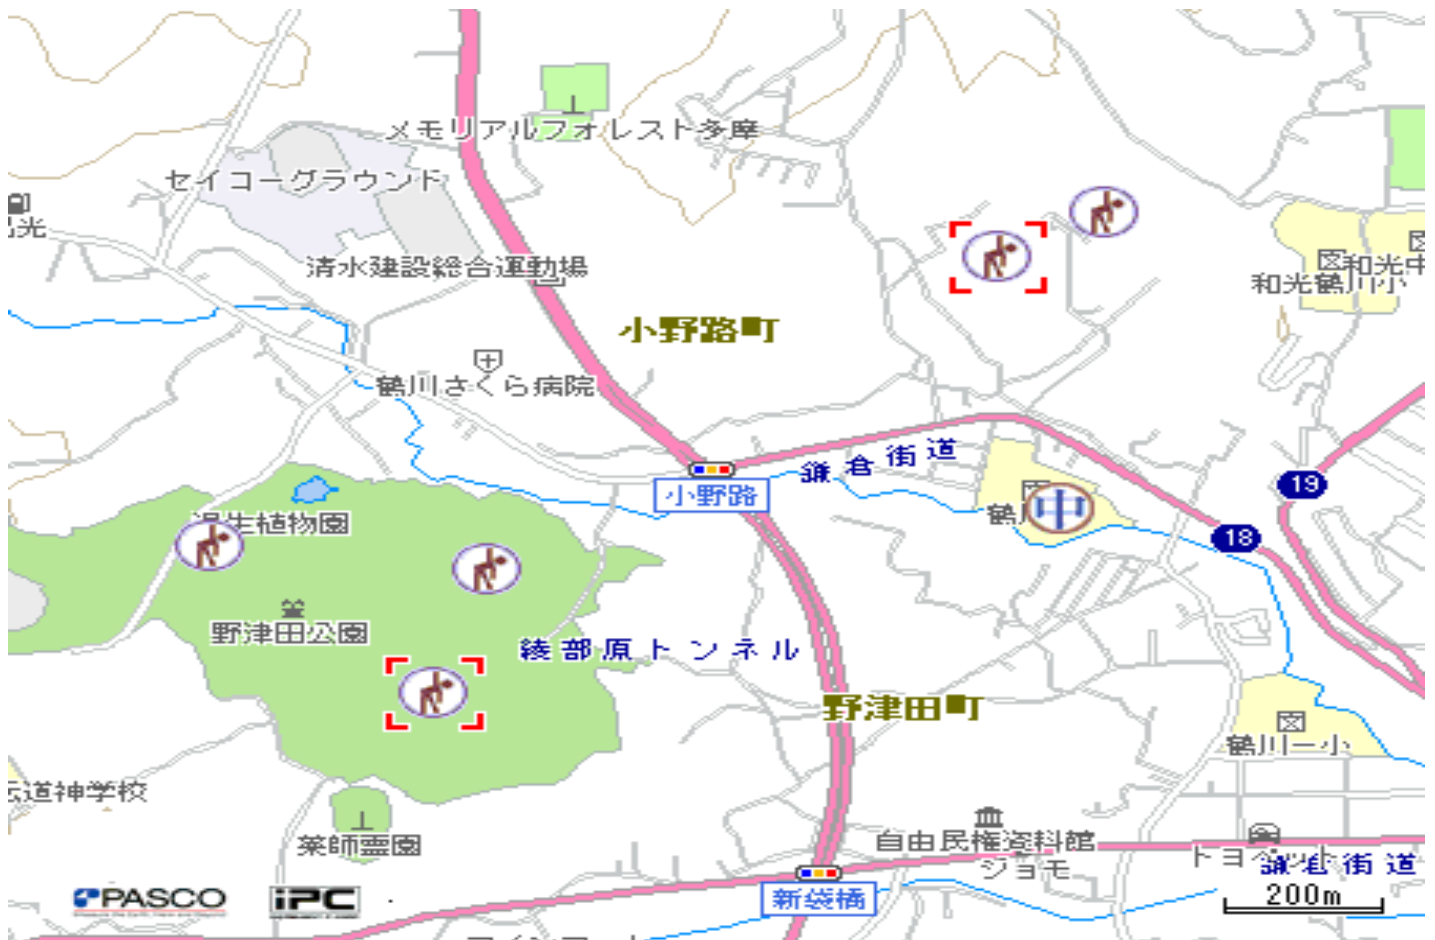 メモリアルフォレスト多摩
セイコーグラウンド
清水建設総合運動場
和光鶴川小
小野路町
鶴川さくら病院
鎌倉街道
小野路
19
中
18
野津田公園
綾部原トンネル
野津田町
鶴川一小
道神学校
薬師霊園
自由民権資料館
ジョモ
鎌倉街道
新袋橋
200m
PASCO
iPC